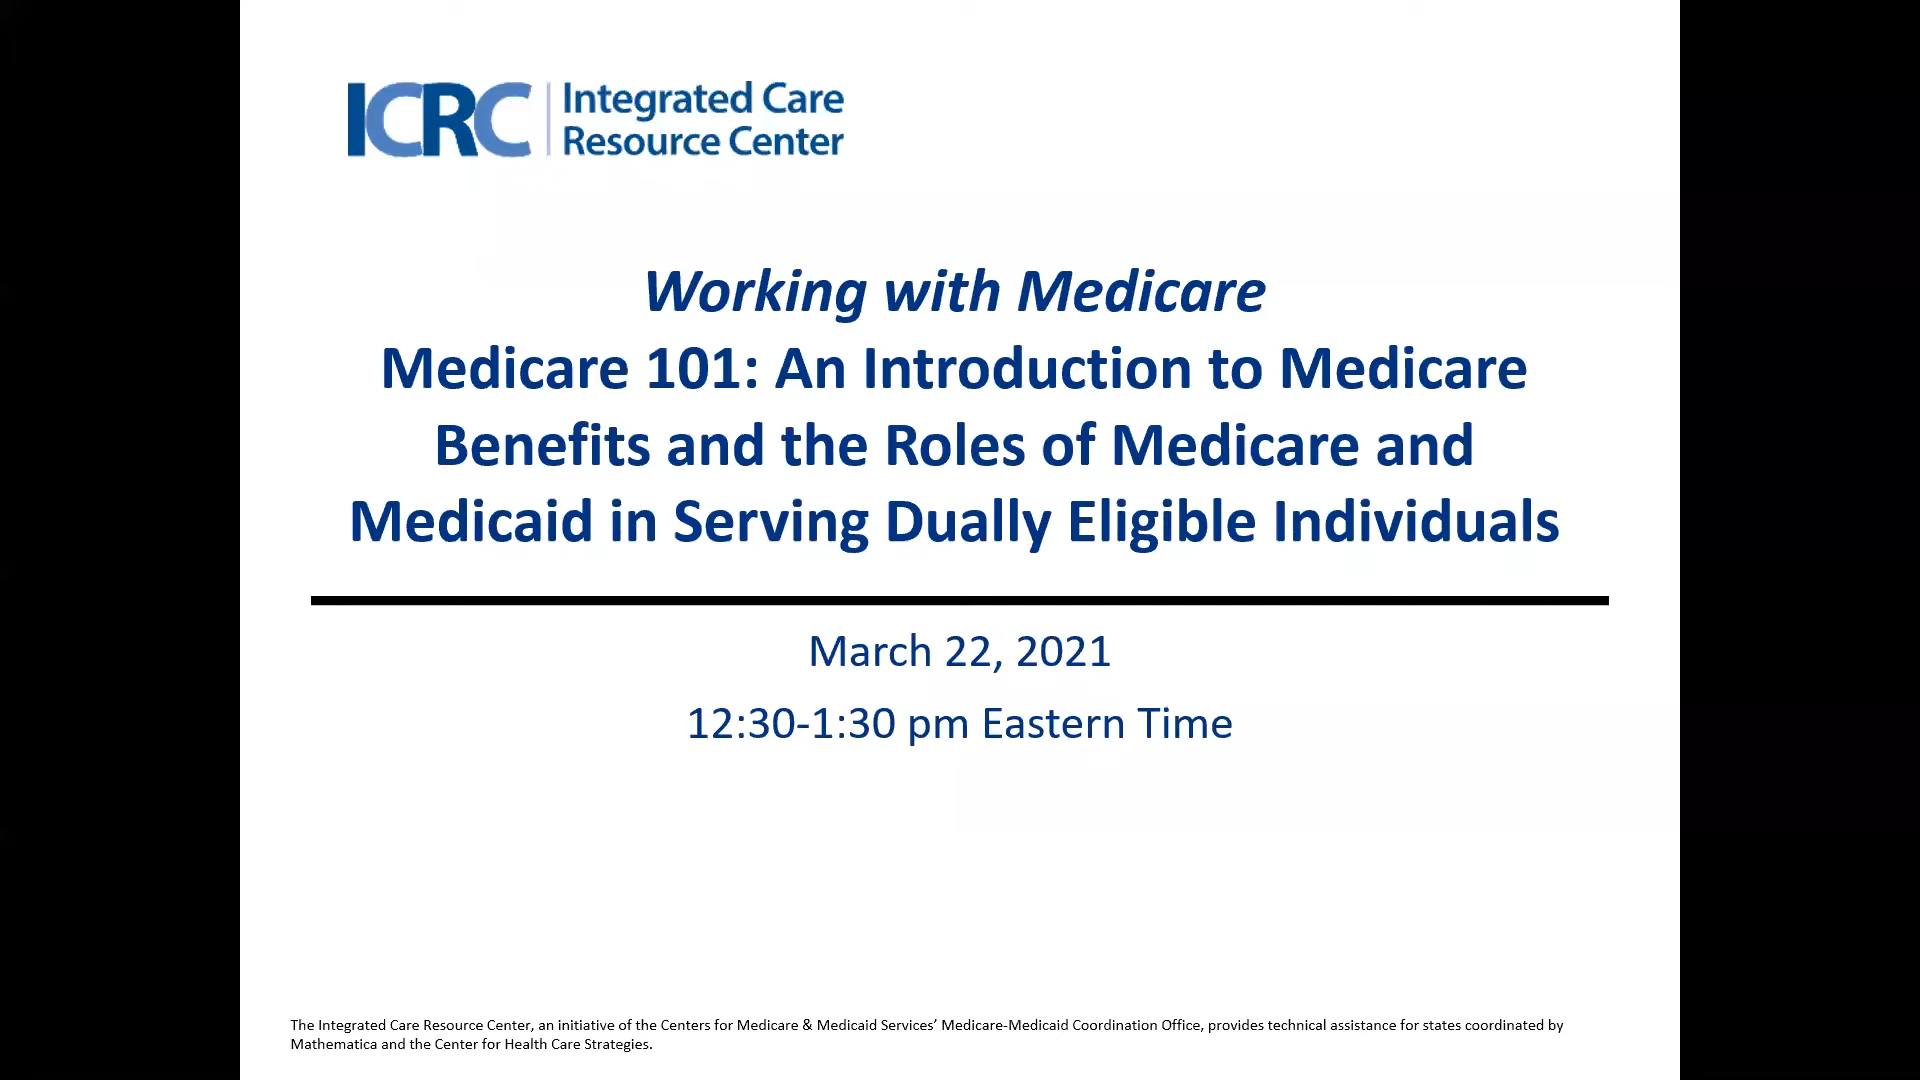 ICRC
Integrated Care
Resource Center
Working with Medicare
Medicare 101: An Introduction to Medicare
Benefits and the Roles of Medicare and
Medicaid in Serving Dually Eligible Individuals
March 22, 2021
12:30-1:30 pm Eastern Time
The Integrated Care Resource Center, an initiative of the Centers for Medicare & Medicaid Services’ Medicare-Medicaid Coordination Office, provides technical assistance for states coordinated by
Mathematica and the Center for Health Care Strategies.